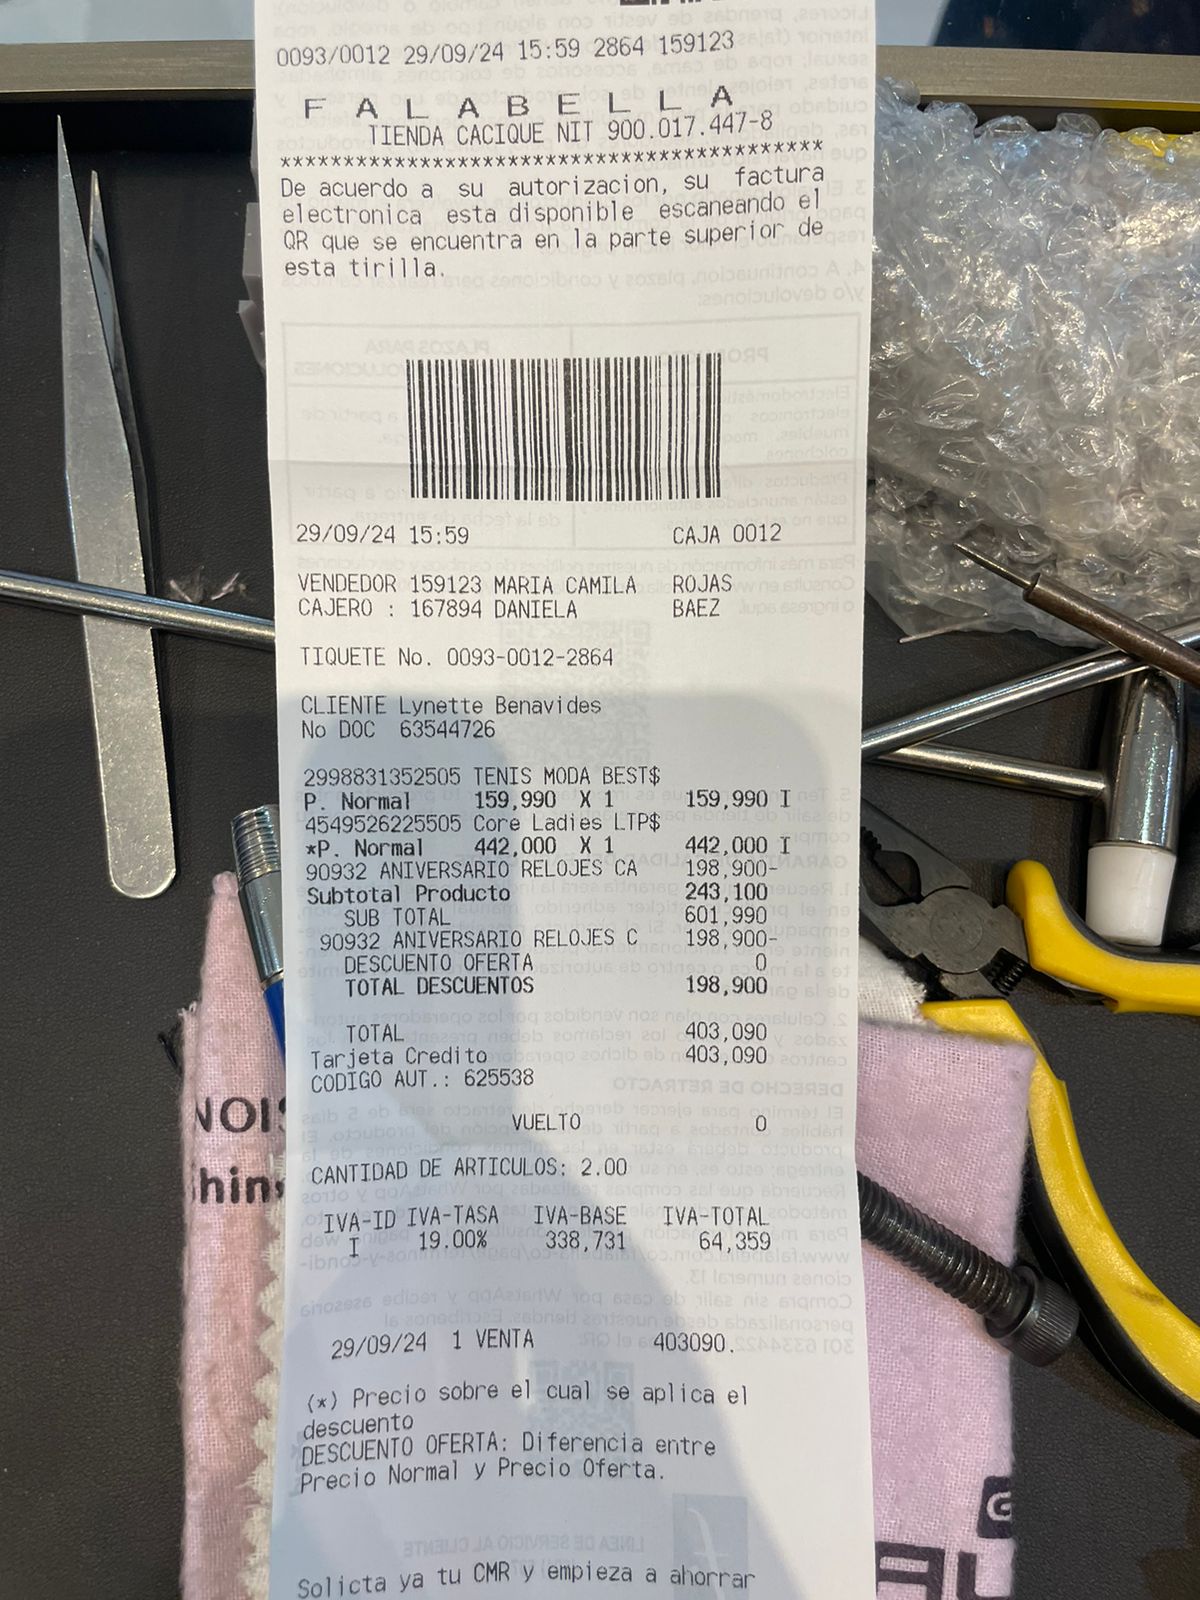 0093/0012 29/09/24 15:59 2864 159123
F A L A B E L L A
TIENDA CACIQUE NIT 900.017.447-8
*******************************************
De acuerdo a su autorizacion, su factura
electronica esta disponible escaneando el
QR que se encuentra en la parte superior de
esta tirilla.
29/09/24 15:59 CAJA 0012
VENDEDOR 159123 MARIA CAMILA ROJAS
CAJERO : 167894 DANIELA BAEZ
TIQUETE No. 0093-0012-2864
CLIENTE Lynette Benavides
No DOC 63544726
2998831352505 TENIS MODA BEST$
P. Normal 159,990 X 1 159,990 I
4549526225505 Core Ladies LTP$
*P. Normal 442,000 X 1 442,000 I
90932 ANIVERSARIO RELOJES CA 198,900-
Subtotal Producto 243,100
SUB TOTAL 601,990
90932 ANIVERSARIO RELOJES C 198,900-
DESCUENTO OFERTA 0
TOTAL DESCUENTOS 198,900
TOTAL 403,090
Tarjeta Credito 403,090
CODIGO AUT.: 625538
VUELTO 0
CANTIDAD DE ARTICULOS: 2.00
IVA-ID IVA-TASA IVA-BASE IVA-TOTAL
I 19.00% 338,731 64,359
29/09/24 1 VENTA 403090.
(*) Precio sobre el cual se aplica el
descuento
DESCUENTO OFERTA: Diferencia entre
Precio Normal y Precio Oferta.
Solicta ya tu CMR y empieza a ahorrar